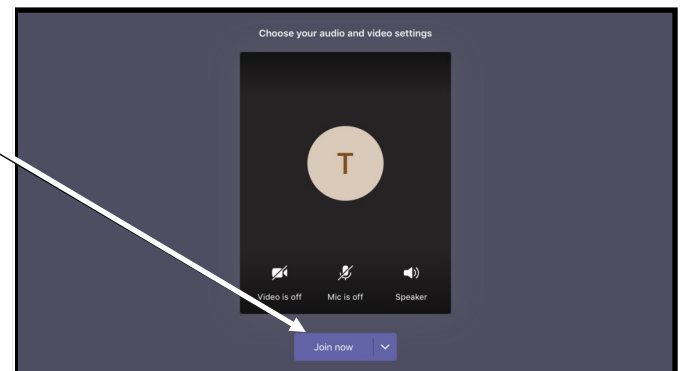 Choose your audio and video settings
T
Video is off Mic is off Speaker
Join now